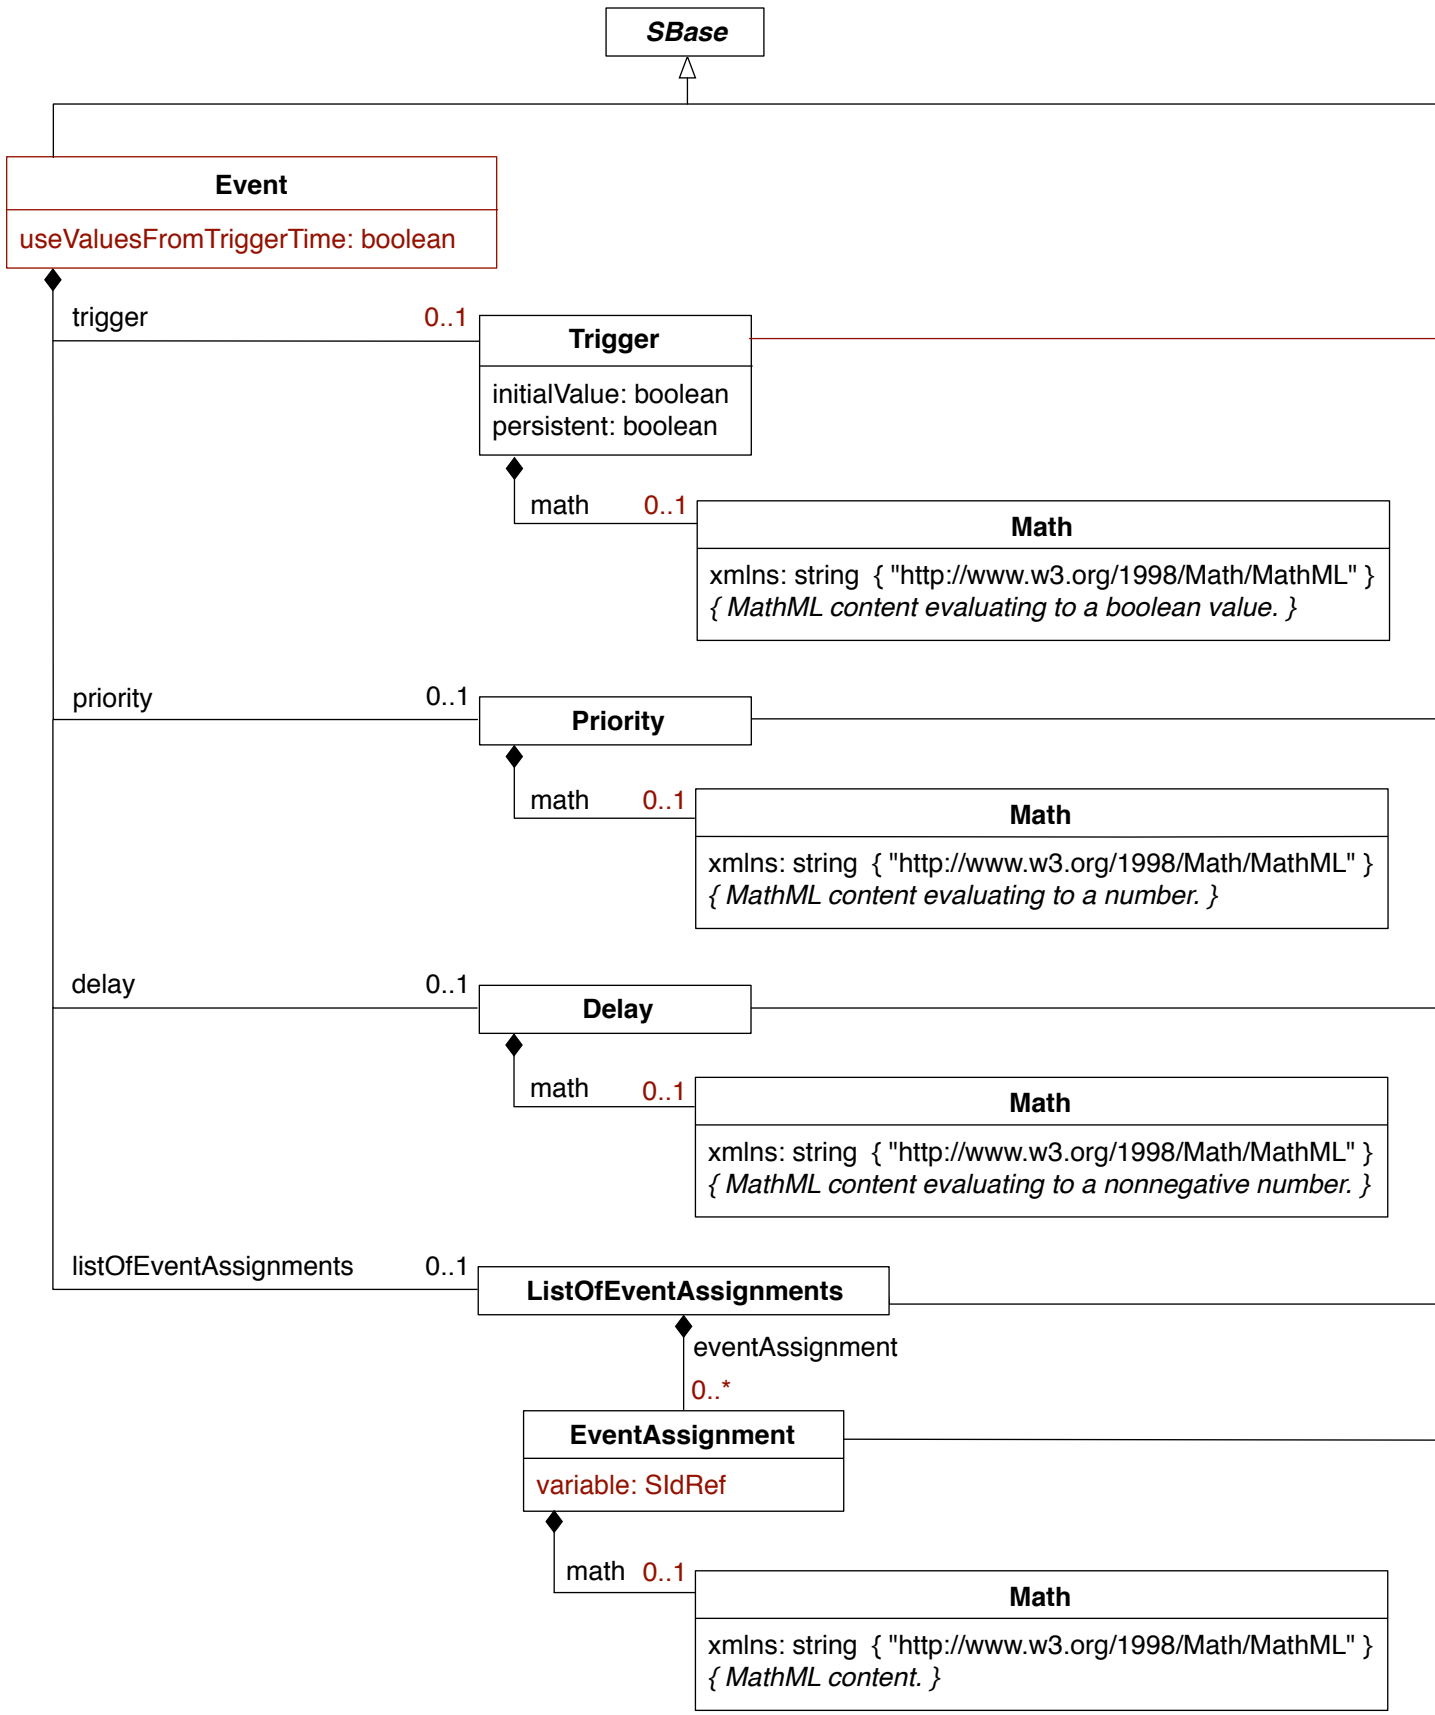 SBase
Event
useValuesFromTriggerTime: boolean
trigger 0..1
Trigger
initialValue: boolean
persistent: boolean
math 0..1
Math
xmlns: string { "http://www.w3.org/1998/Math/MathML" }
{ MathML content evaluating to a boolean value. }
priority 0..1
Priority
math 0..1
Math
xmlns: string { "http://www.w3.org/1998/Math/MathML" }
{ MathML content evaluating to a number. }
delay 0..1
Delay
math 0..1
Math
xmlns: string { "http://www.w3.org/1998/Math/MathML" }
{ MathML content evaluating to a nonnegative number. }
listOfEventAssignments 0..1
ListOfEventAssignments
eventAssignment
0..*
EventAssignment
variable: SIdRef
math 0..1
Math
xmlns: string { "http://www.w3.org/1998/Math/MathML" }
{ MathML content. }